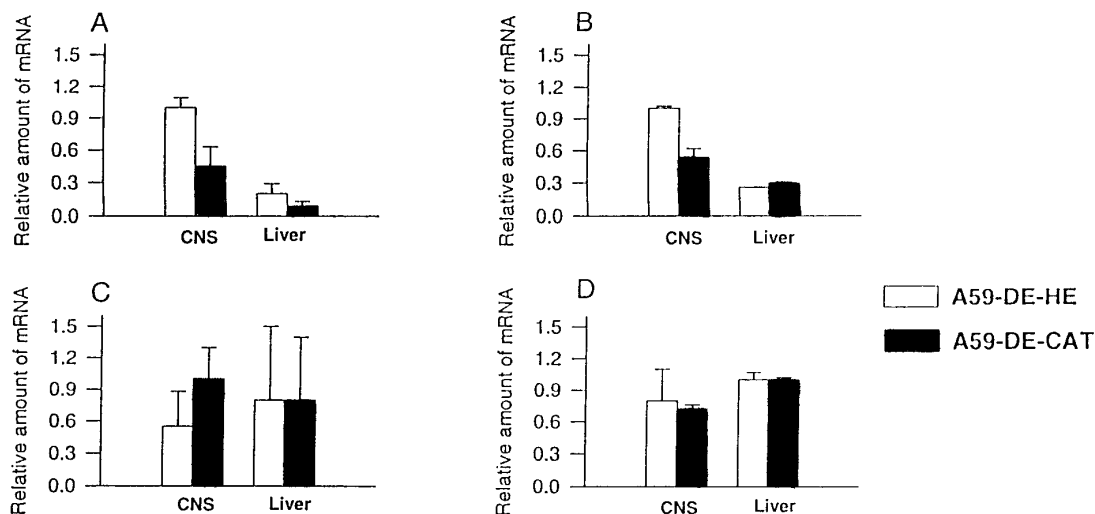 A
Relative amount of mRNA
1.5
1.2
0.9
0.6
0.3
0.0
CNS Liver
B
Relative amount of mRNA
1.5
1.2
0.9
0.6
0.3
0.0
CNS Liver
C
Relative amount of mRNA
1.5
1.2
0.9
0.6
0.3
0.0
CNS Liver
D
Relative amount of mRNA
1.5
1.2
0.9
0.6
0.3
0.0
CNS Liver
A59-DE-HE
A59-DE-CAT